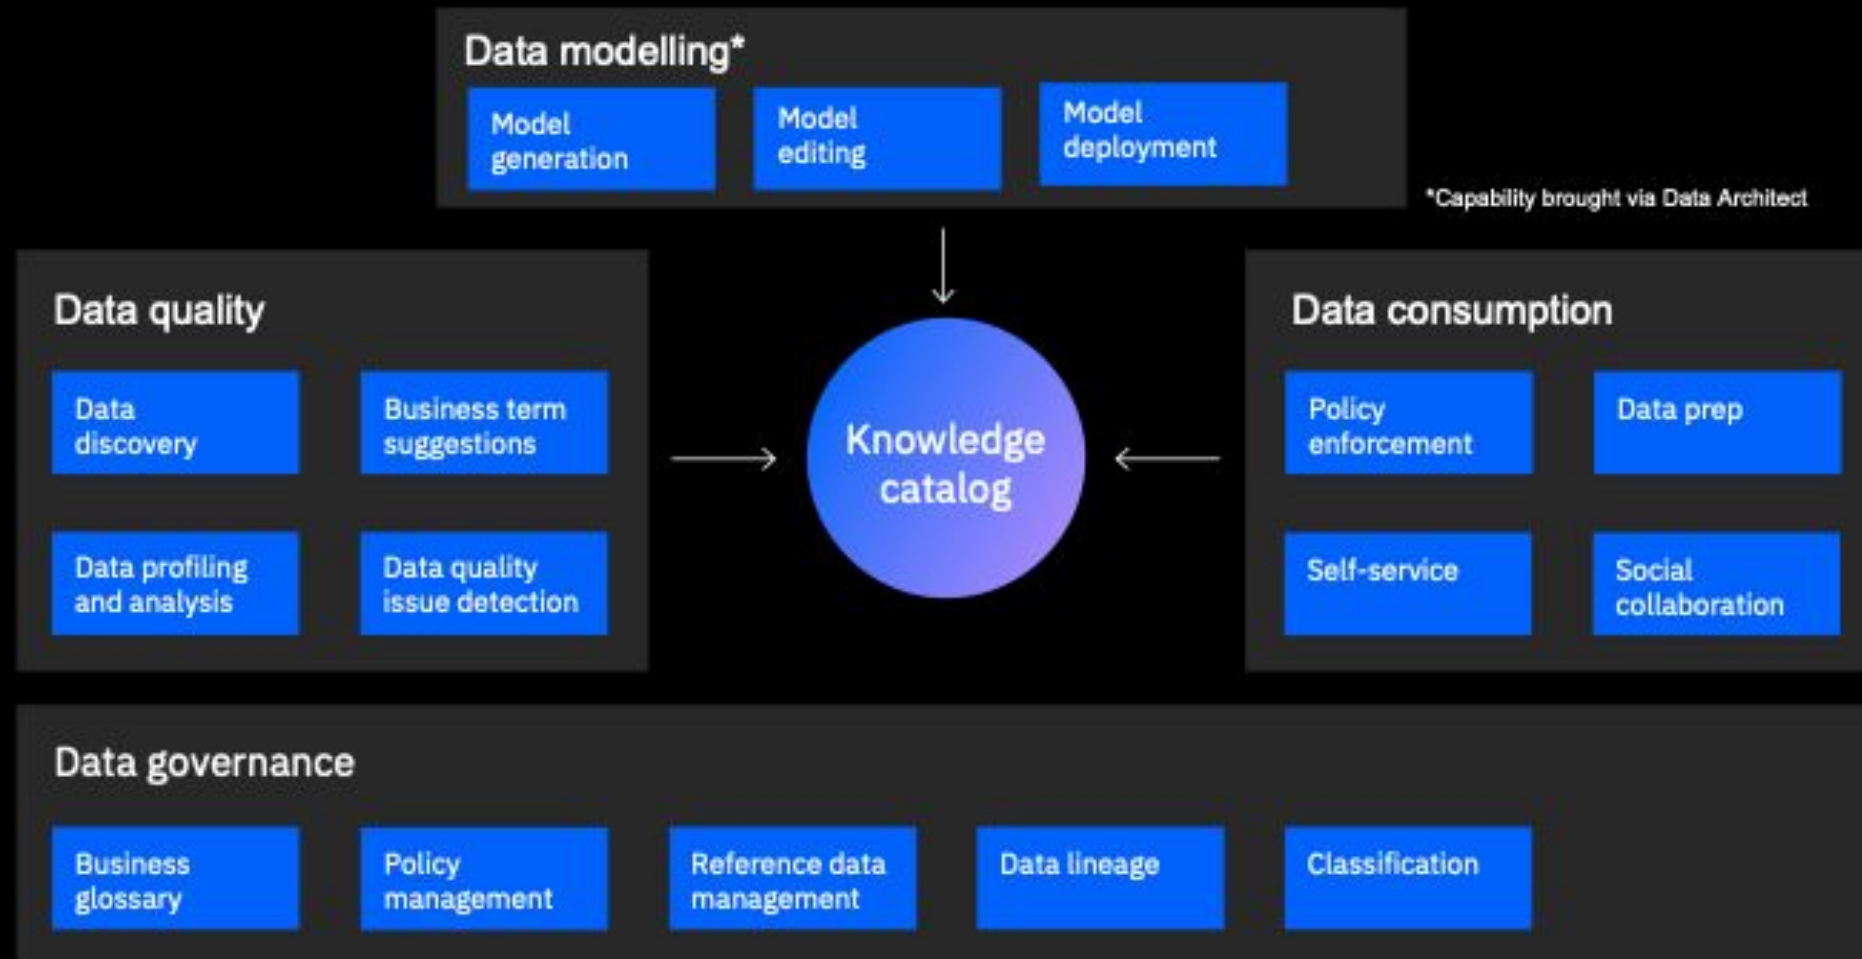 Data modelling*
Model
generation
Model
editing
Model
deployment
*Capability brought via Data Architect
Data quality
Data
discovery
Business term
suggestions
Data profiling
and analysis
Data quality
issue detection
Knowledge
catalog
Data consumption
Policy
enforcement
Data prep
Self-service
Social
collaboration
Data governance
Business
glossary
Policy
management
Reference data
management
Data lineage
Classification